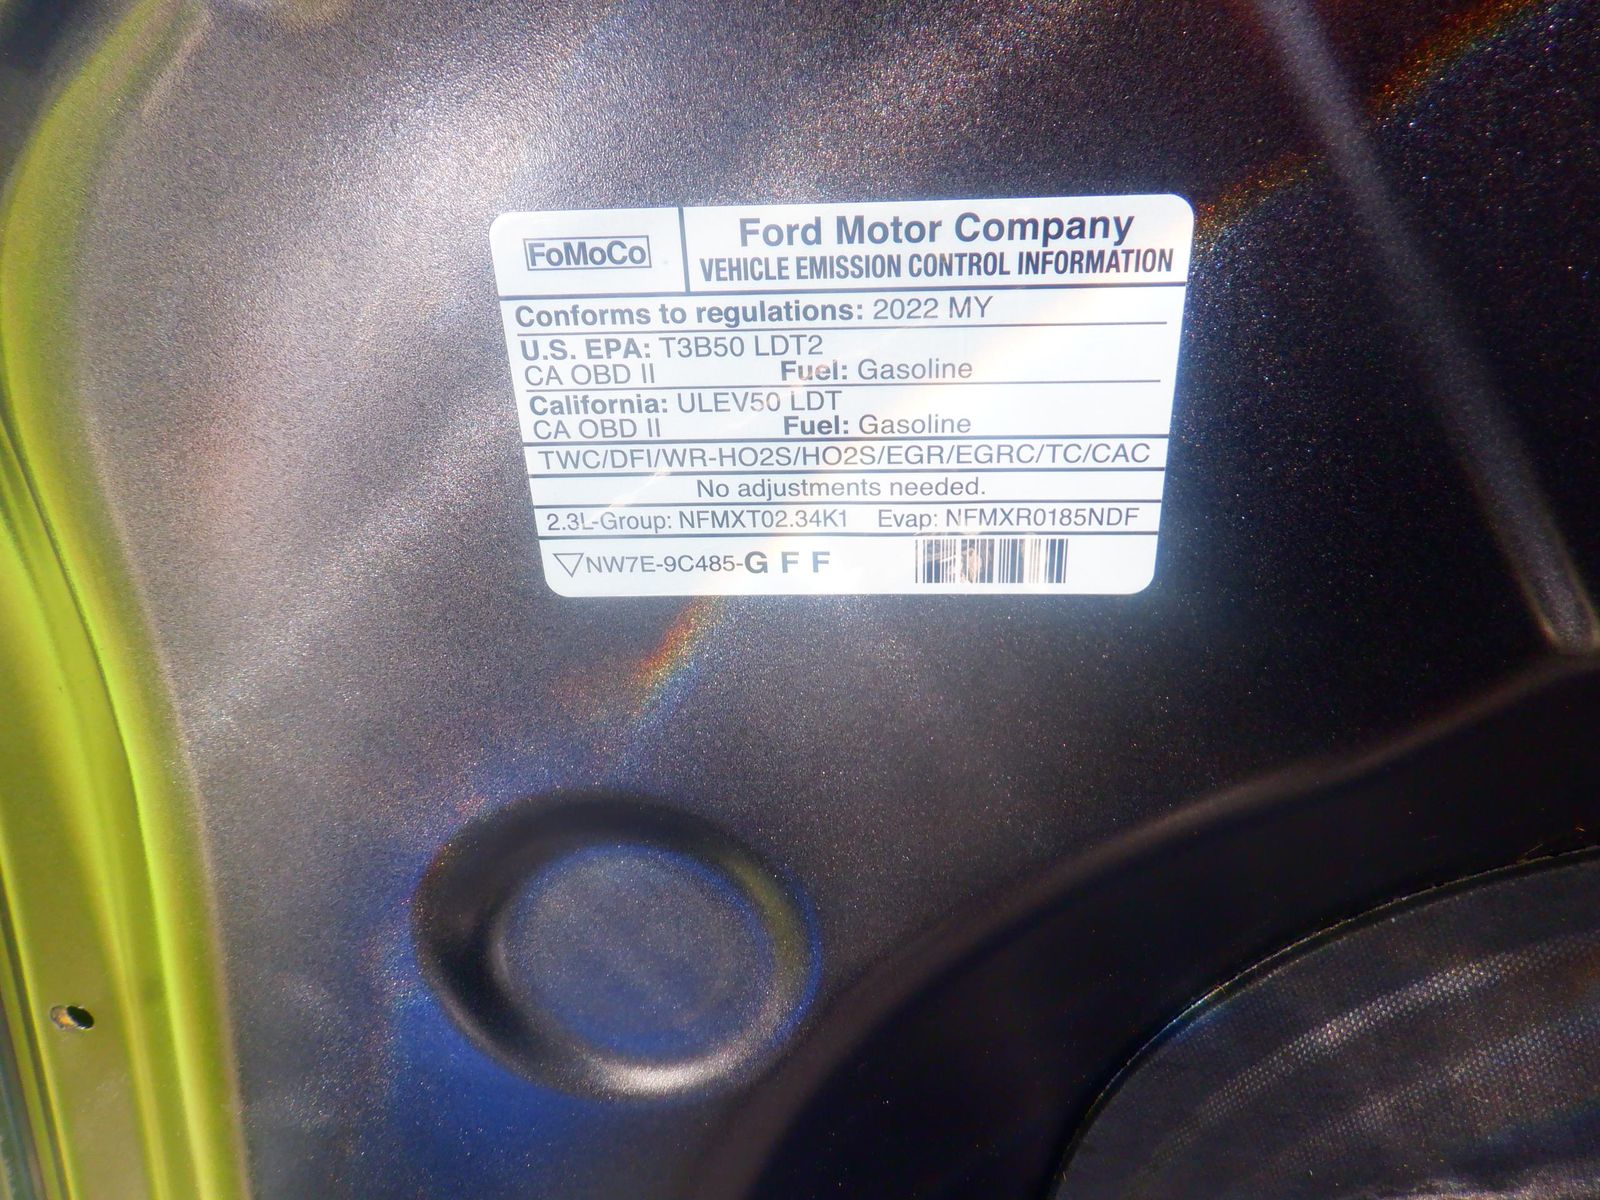 FoMoCo
Ford Motor Company
VEHICLE EMISSION CONTROL INFORMATION
Conforms to regulations: 2022 MY
U.S. EPA: T3B50 LDT2
CA OBD II Fuel: Gasoline
California: ULEV50 LDT
CA OBD II Fuel: Gasoline
TWC/DFI/WR-HO2S/HO2S/EGR/EGRC/TC/CAC
No adjustments needed.
2.3L-Group: NFMXT02.34K1 Evap: NFMXR0185NDF
NW7E-9C485-G F F